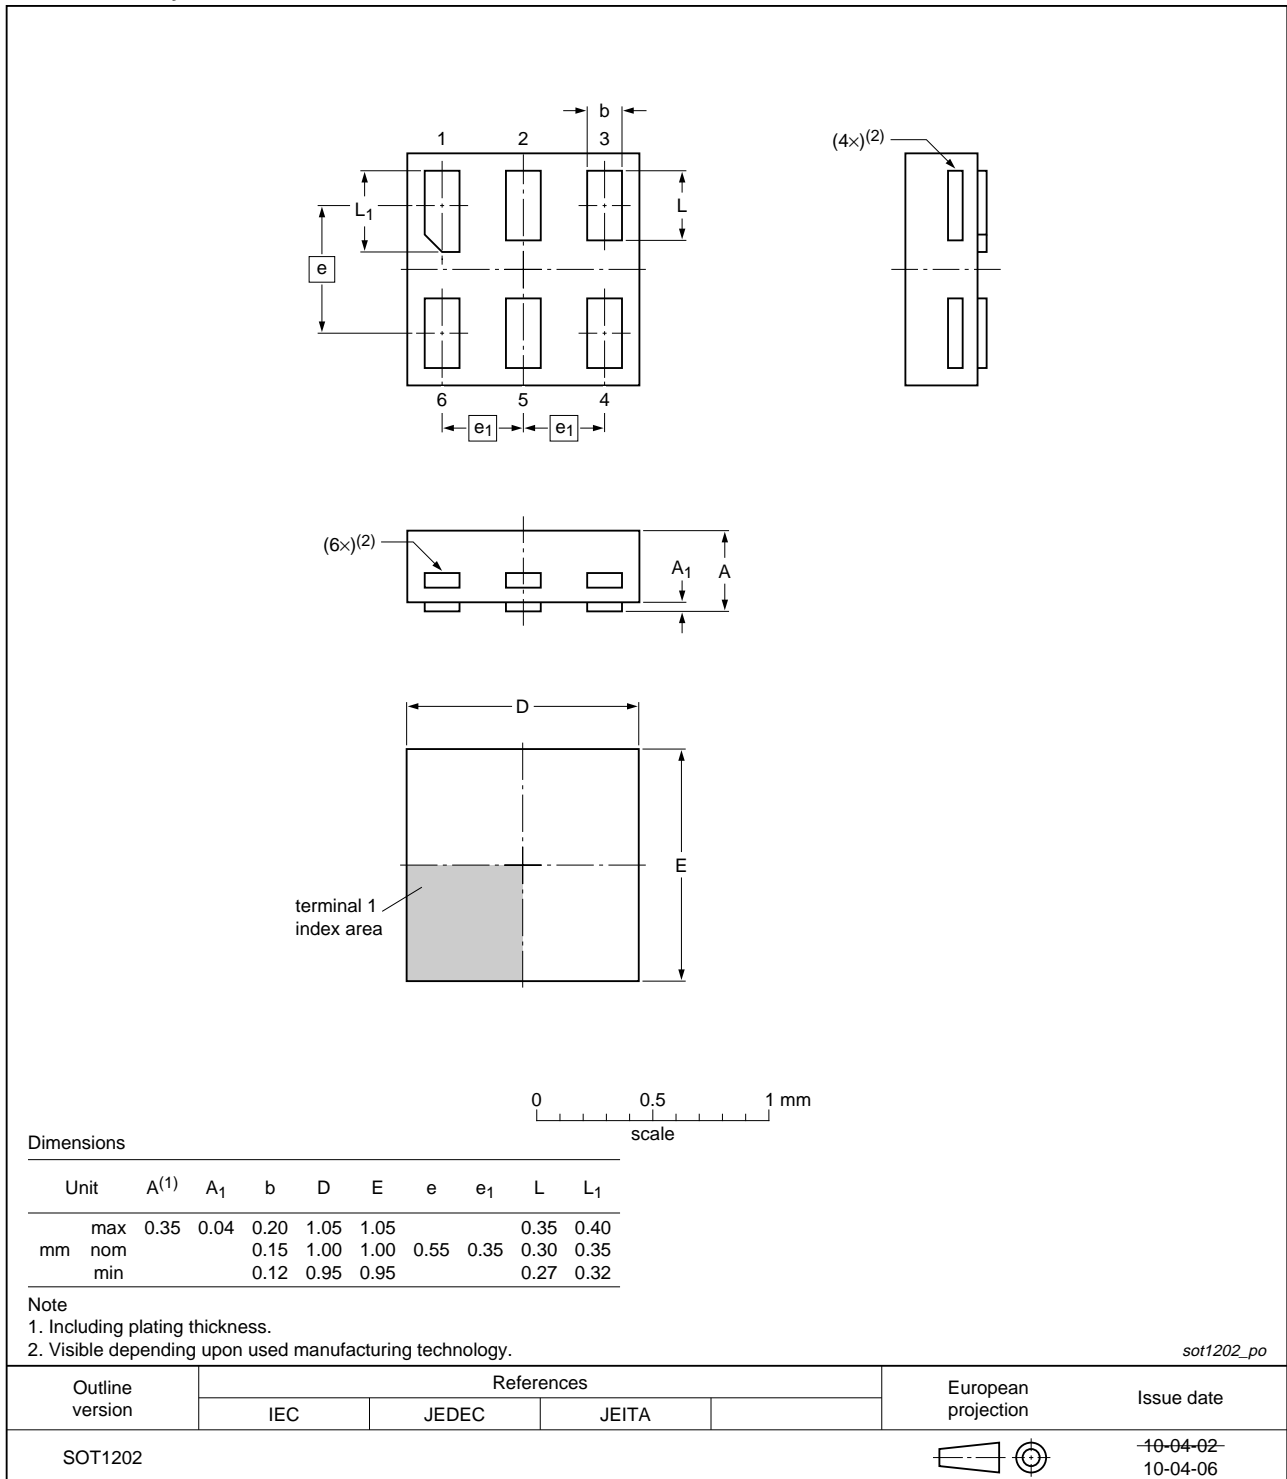 b
1 2 3
(4×)(2)
L1
L
e
6 5 4
e1 e1
(6×)(2)
A1 A
D
E
terminal 1
index area
0 0.5 1 mm
scale
Dimensions
Unit A(1) A1 b D E e e1 L L1
max 0.35 0.04 0.20 1.05 1.05 0.35 0.40
mm nom 0.15 1.00 1.00 0.55 0.35 0.30 0.35
min 0.12 0.95 0.95 0.27 0.32
Note
1. Including plating thickness.
2. Visible depending upon used manufacturing technology.
sot1202_po
Outline
version
References
IEC JEDEC JEITA
European
projection
Issue date
SOT1202
10-04-02
10-04-06